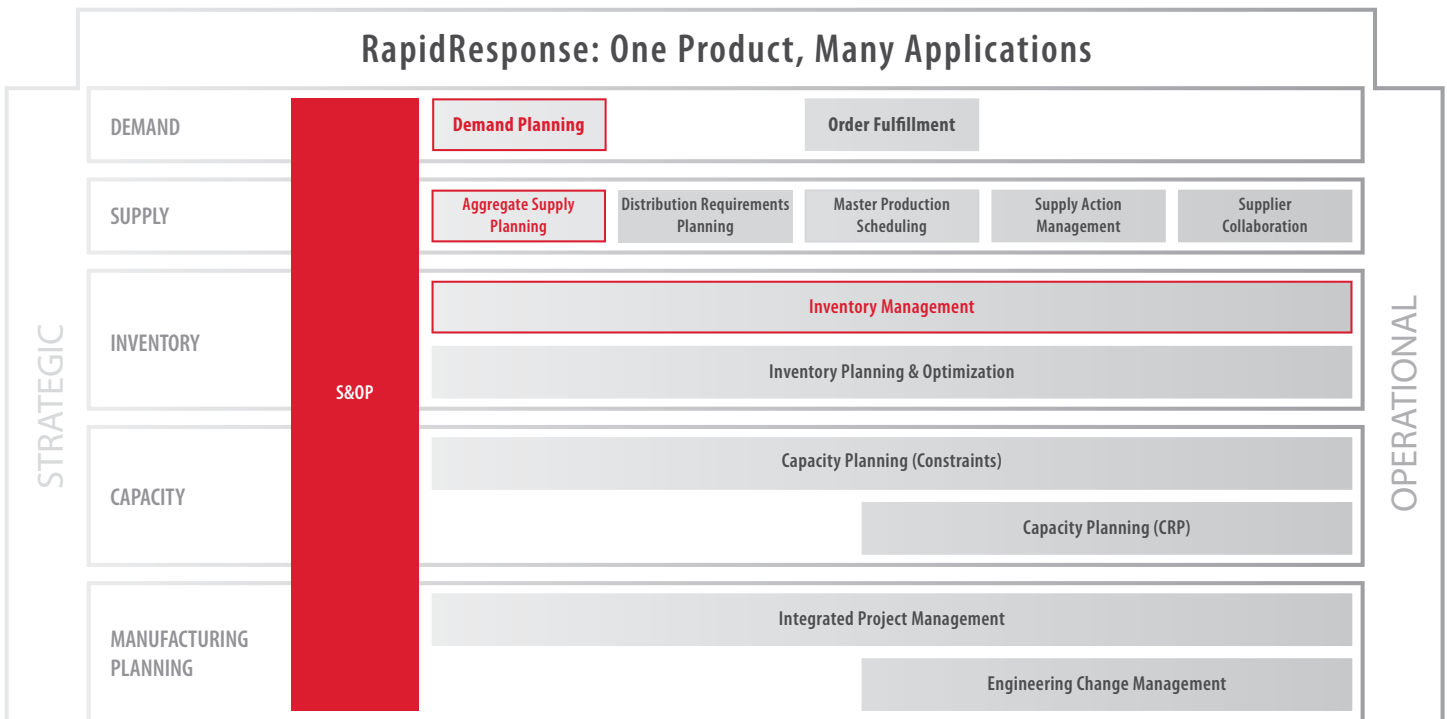 RapidResponse: One Product, Many Applications
STRATEGIC
OPERATIONAL
S&OP
DEMAND
Demand Planning
Order Fulfillment
SUPPLY
Aggregate Supply
Planning
Distribution Requirements
Planning
Master Production
Scheduling
Supply Action
Management
Supplier
Collaboration
INVENTORY
Inventory Management
Inventory Planning & Optimization
CAPACITY
Capacity Planning (Constraints)
Capacity Planning (CRP)
MANUFACTURING
PLANNING
Integrated Project Management
Engineering Change Management